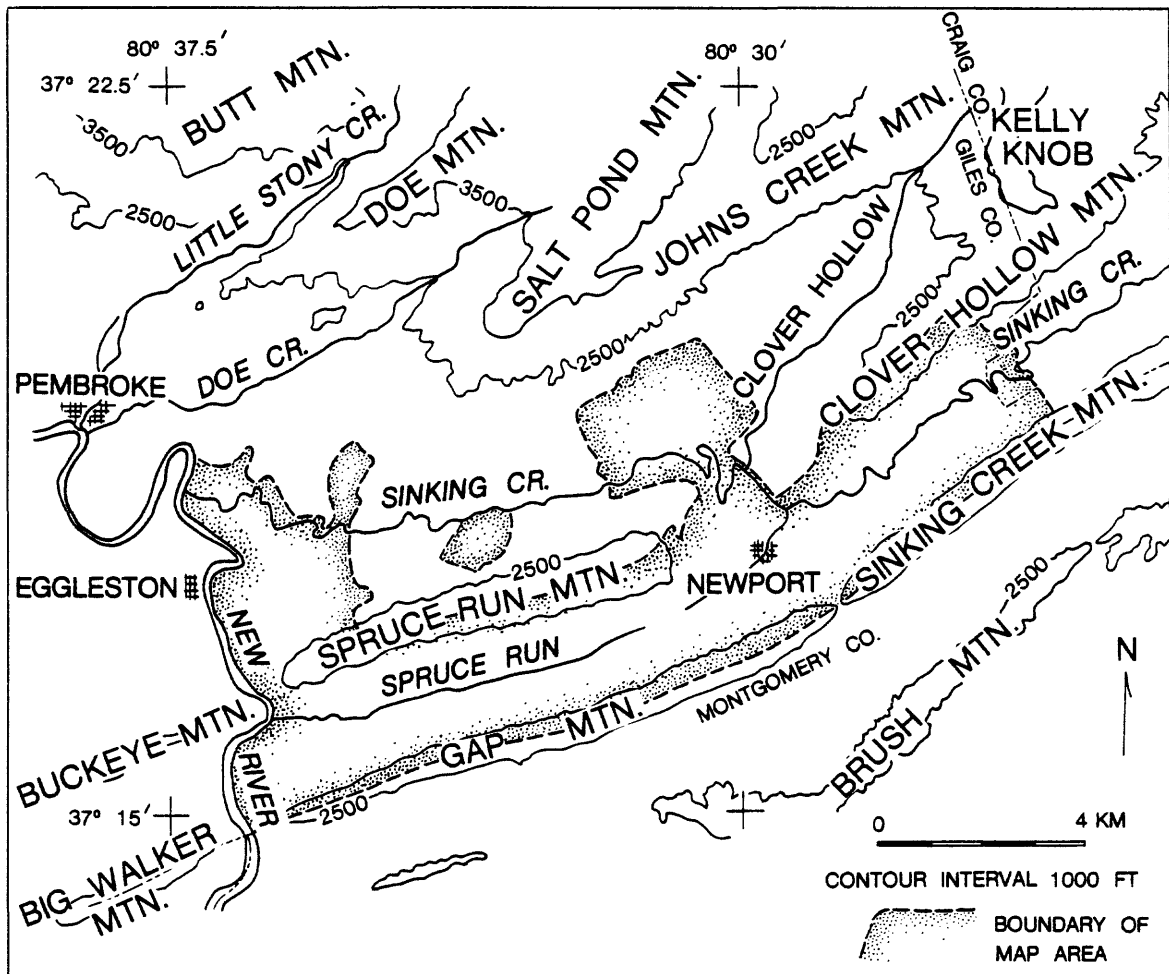 80° 37.5′
37° 22.5′
80° 30′
CRAIG CO.
GILES CO.
BUTT MTN.
3500
2500
LITTLE STONY CR.
DOE MTN.
3500
SALT POND MTN.
2500
JOHNS CREEK MTN.
KELLY
KNOB
CLOVER HOLLOW
2500
CLOVER HOLLOW MTN.
SINKING CR.
DOE CR.
2500
PEMBROKE
SINKING CR.
SINKING CREEK MTN.
EGGLESTON
NEW
RIVER
2500
SPRUCE RUN MTN.
NEWPORT
SPRUCE RUN
2500
BRUSH MTN.
N
MONTGOMERY CO.
GAP MTN.
BUCKEYE MTN.
37° 15′
2500
BIG WALKER
MTN.
0 4 KM
CONTOUR INTERVAL 1000 FT
BOUNDARY OF
MAP AREA